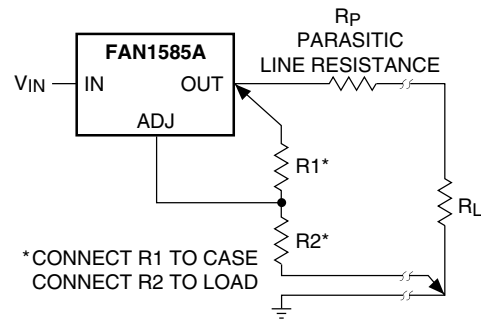 RP
PARASITIC
LINE RESISTANCE
FAN1585A
VIN
IN
OUT
ADJ
R1*
RL
R2*
*CONNECT R1 TO CASE
CONNECT R2 TO LOAD